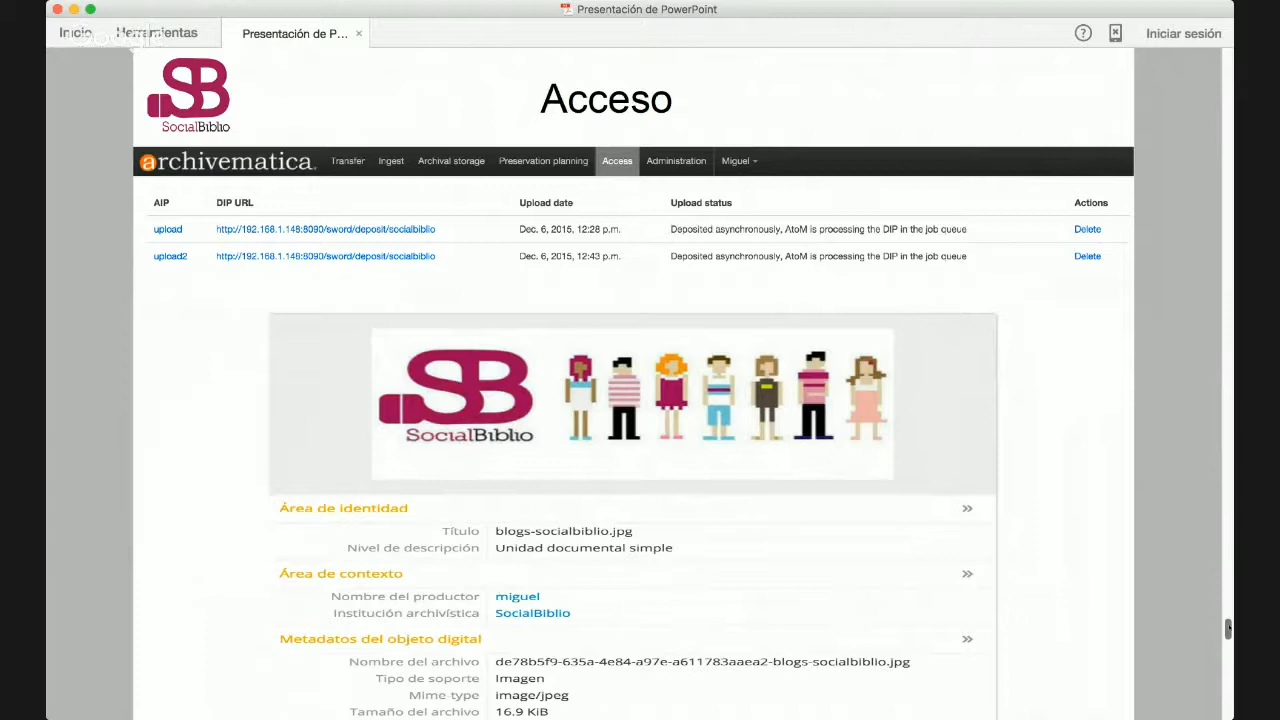 Presentación de PowerPoint
Inicio Herramientas Presentación de P... × Iniciar sesión
Google
SocialBiblio
Acceso
archivematica Transfer Ingest Archival storage Preservation planning Access Administration Miguel
AIP DIP URL Upload date Upload status Actions
upload http://192.168.1.148:8090/sword/deposit/socialbiblio Dec. 6, 2015, 12:28 p.m. Deposited asynchronously, AtoM is processing the DIP in the job queue Delete
upload2 http://192.168.1.148:8090/sword/deposit/socialbiblio Dec. 6, 2015, 12:43 p.m. Deposited asynchronously, AtoM is processing the DIP in the job queue Delete
SB
SocialBiblio
Área de identidad »
Título blogs-socialbiblio.jpg
Nivel de descripción Unidad documental simple
Área de contexto »
Nombre del productor miguel
Institución archivística SocialBiblio
Metadatos del objeto digital »
Nombre del archivo de78b5f9-635a-4e84-a97e-a611783aaea2-blogs-socialbiblio.jpg
Tipo de soporte Imagen
Mime-type image/jpeg
Tamaño del archivo 16.9 KiB